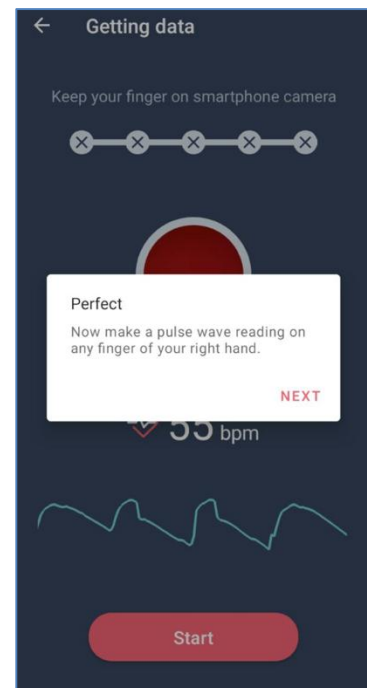 Getting data
Keep your finger on smartphone camera
Perfect
Now make a pulse wave reading on
any finger of your right hand.
NEXT
55 bpm
Start